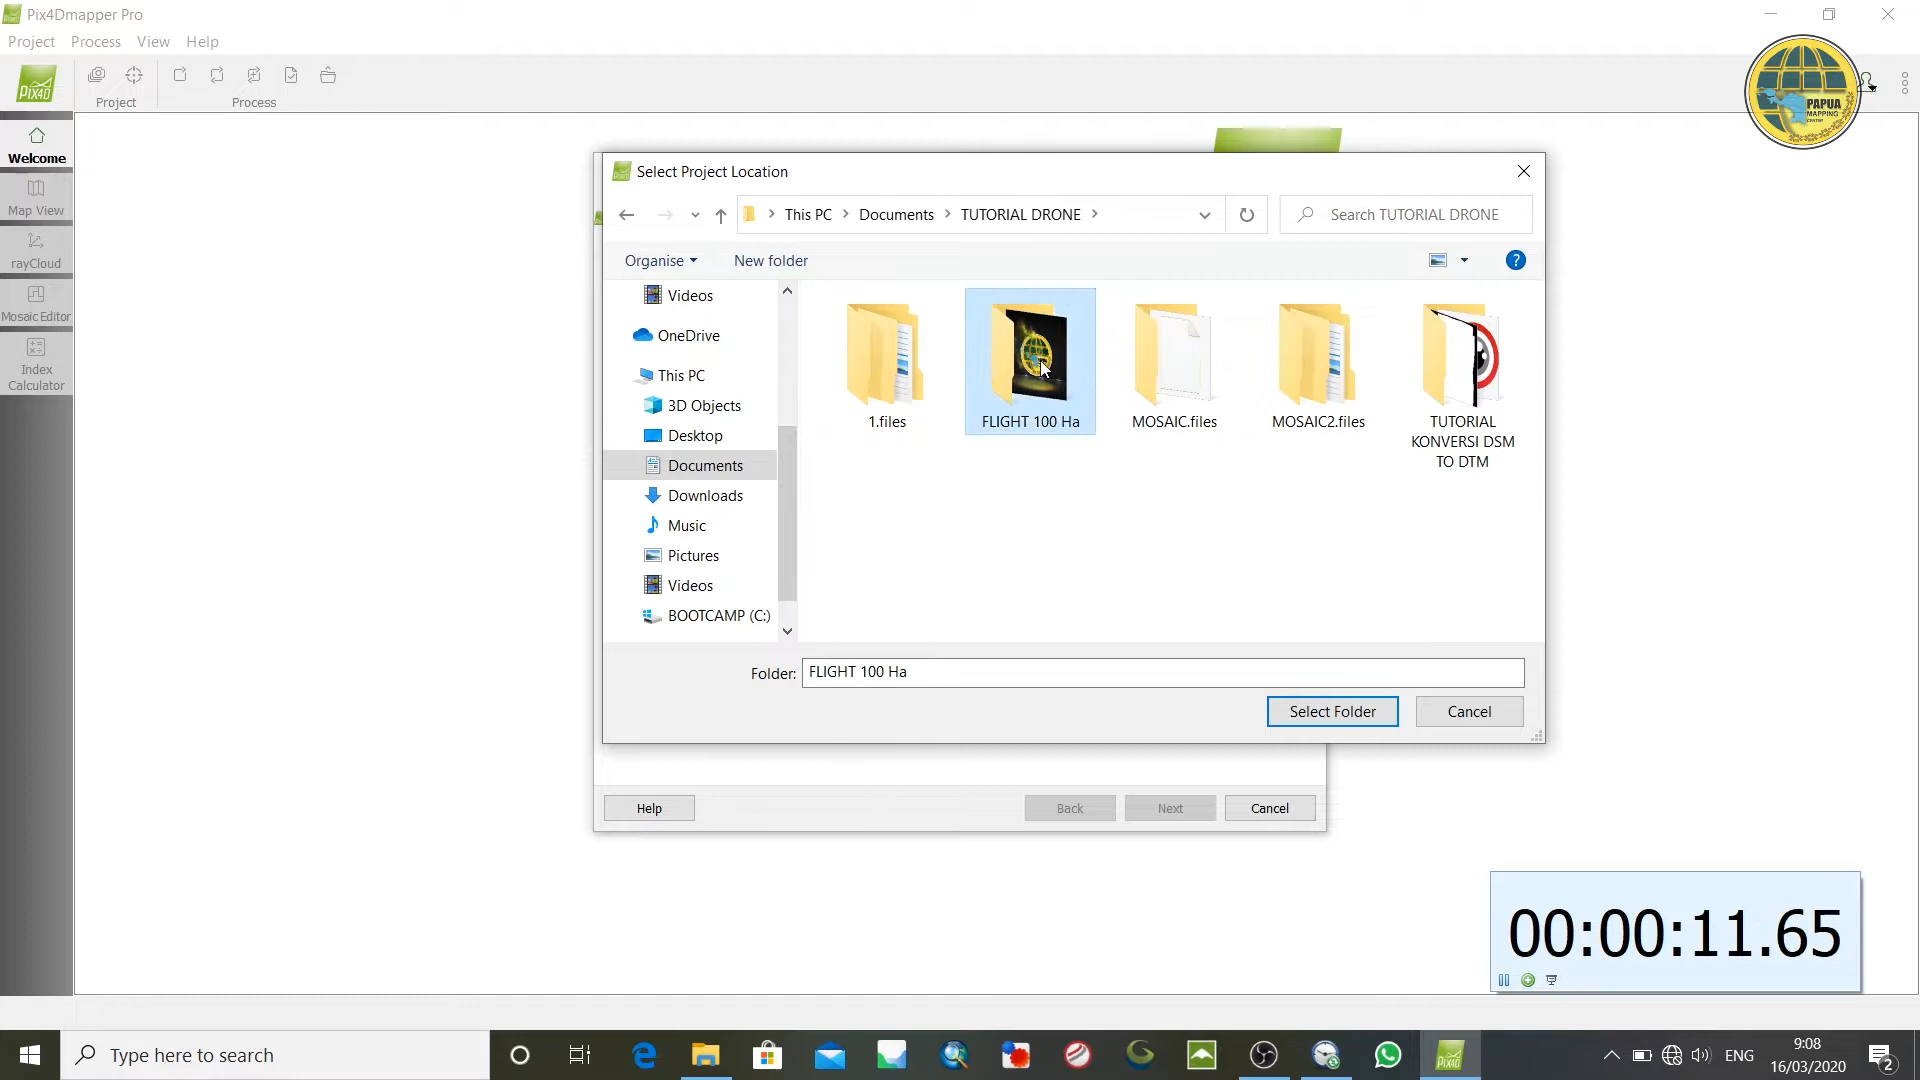 Pix4Dmapper Pro
Project Process View Help
PIX4D
Project
Process
PAPUA
MAPPING
CENTER
Welcome
Map View
rayCloud
Mosaic Editor
Index
Calculator
Select Project Location
This PC Documents TUTORIAL DRONE
Search TUTORIAL DRONE
Organise
New folder
Videos
OneDrive
This PC
3D Objects
Desktop
Documents
Downloads
Music
Pictures
Videos
BOOTCAMP (C:)
1.files
FLIGHT 100 Ha
MOSAIC.files
MOSAIC2.files
TUTORIAL
KONVERSI DSM
TO DTM
Folder: FLIGHT 100 Ha
Select Folder
Cancel
Help
Back
Next
Cancel
00:00:11.65
Type here to search
PIX4D
ENG
9:08
16/03/2020
2